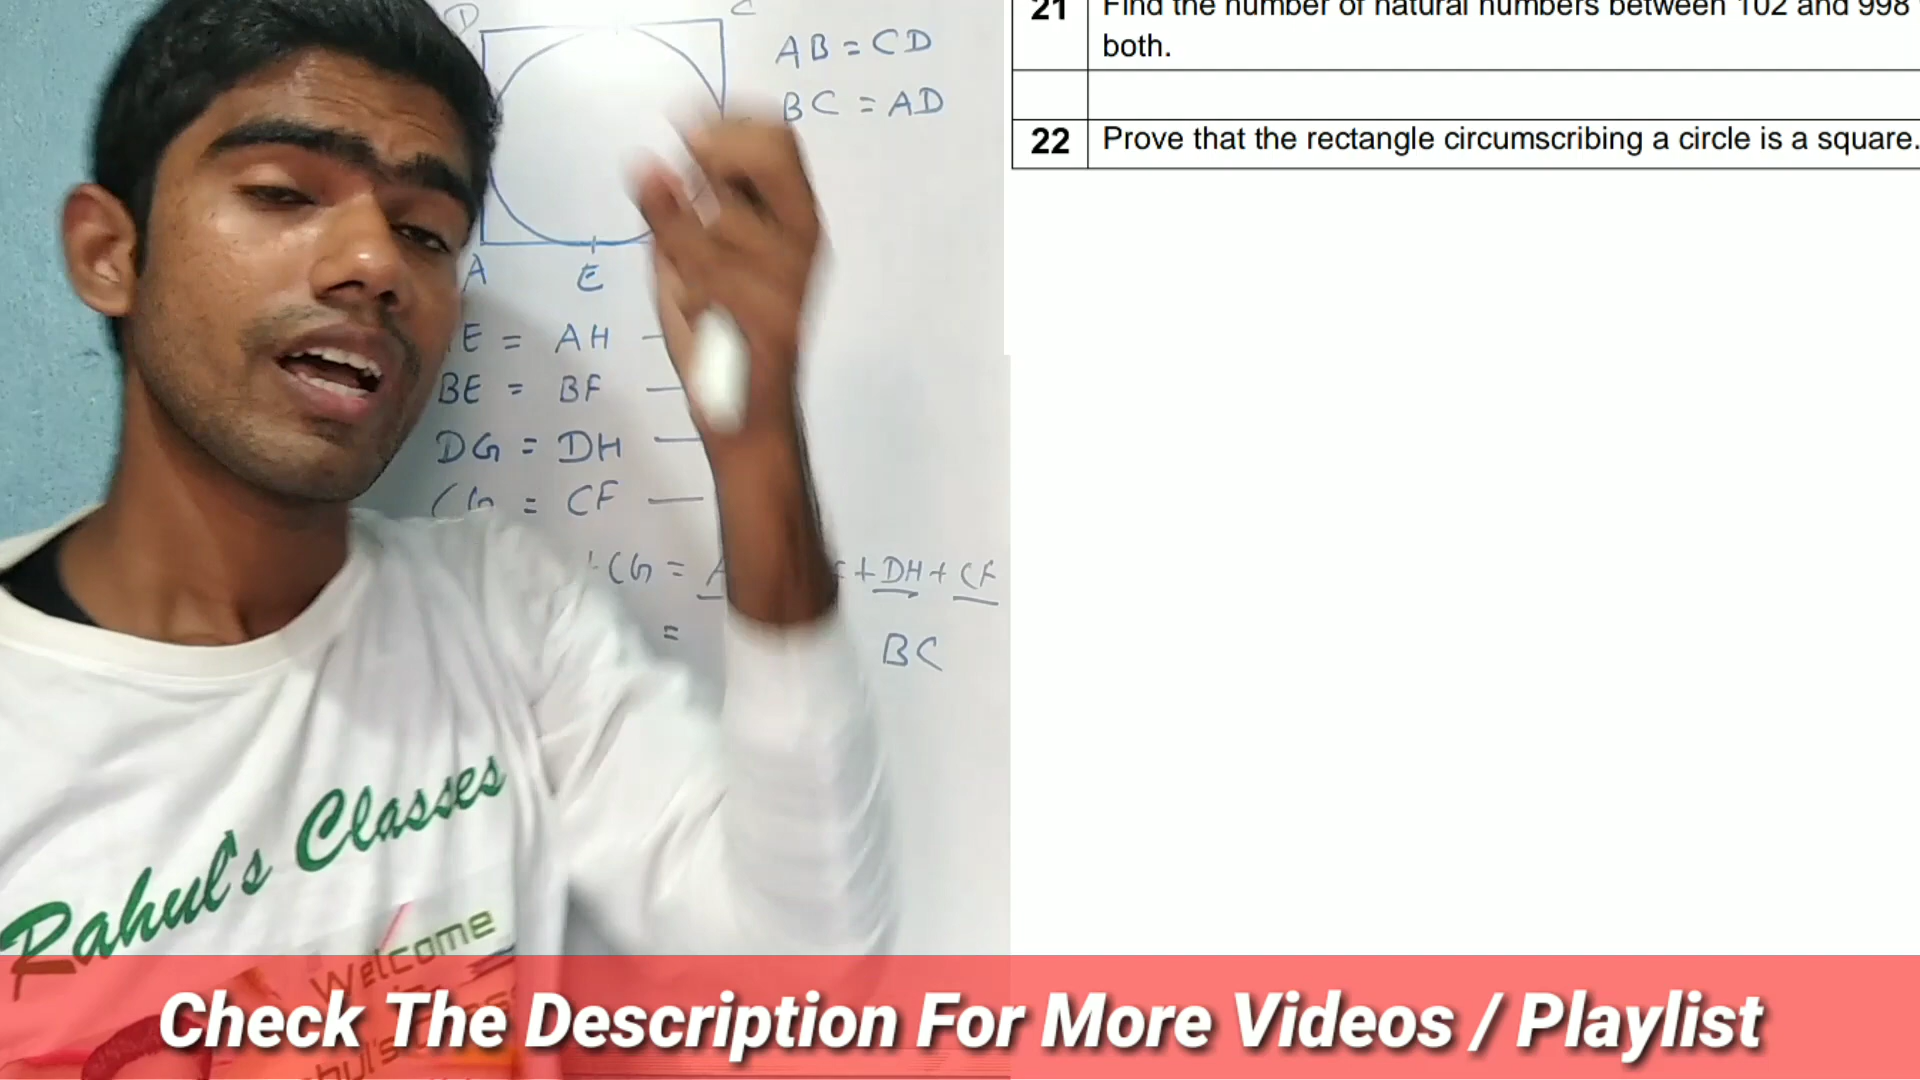 D C
AB = CD
BC = AD
A E
E = AH
BE = BF
DG = DH
CG = CF
CG = + DH + CF
= BC
Rahul's Classes
Welcome
21 Find the number of natural numbers between 102 and 998
both.
22 Prove that the rectangle circumscribing a circle is a square.
Check The Description For More Videos / Playlist